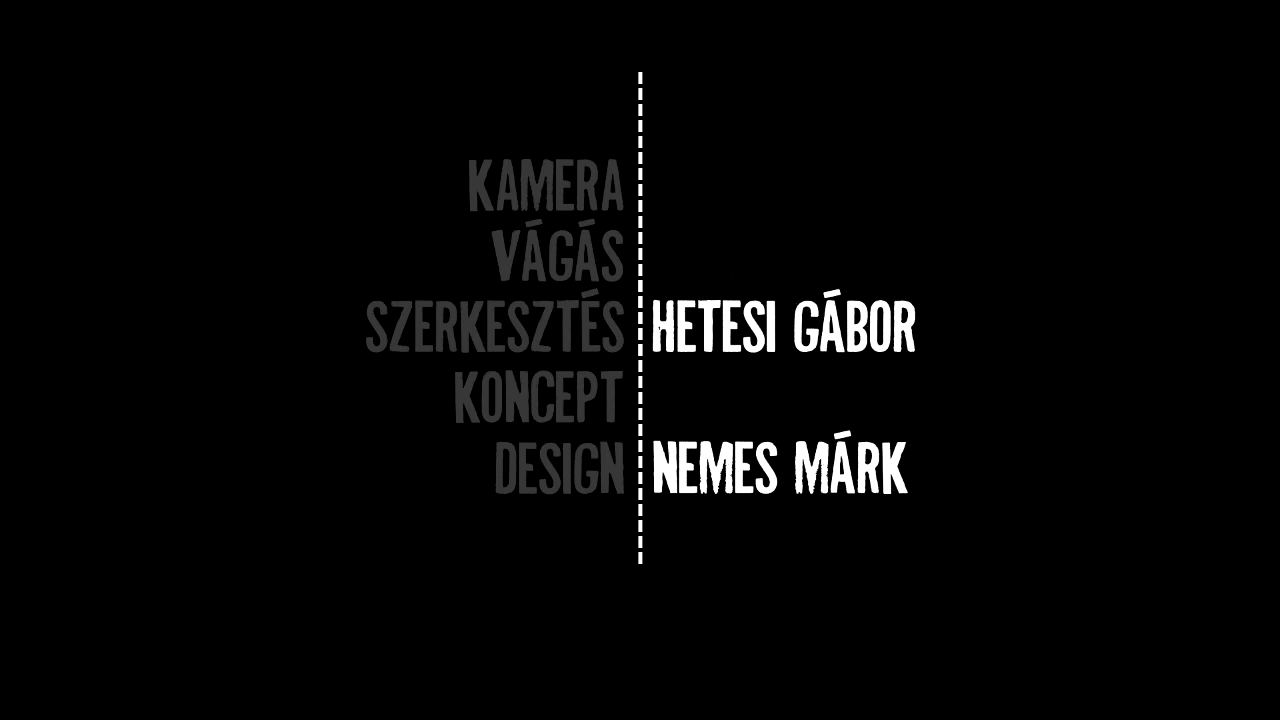 KAMERA
VÁGÁS
SZERKESZTÉS HETESI GÁBOR
KONCEPT
DESIGN NEMES MÁRK